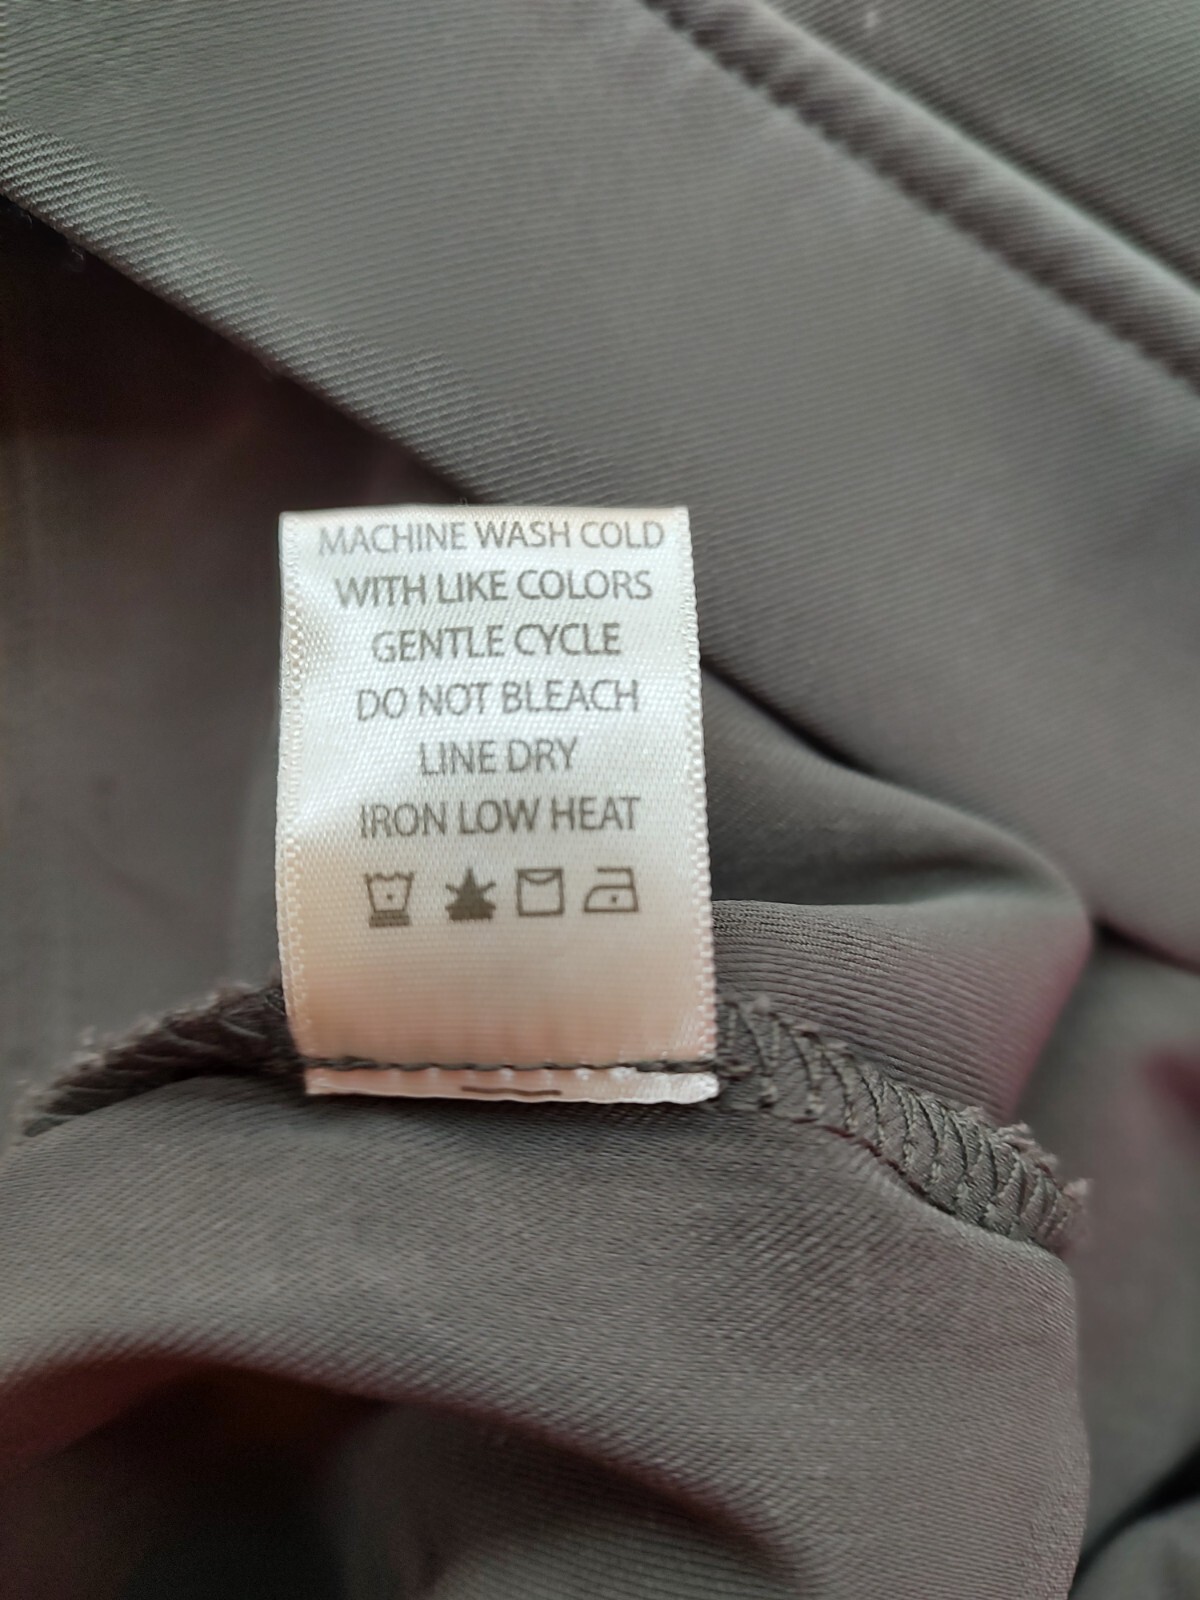 MACHINE WASH COLD
WITH LIKE COLORS
GENTLE CYCLE
DO NOT BLEACH
LINE DRY
IRON LOW HEAT